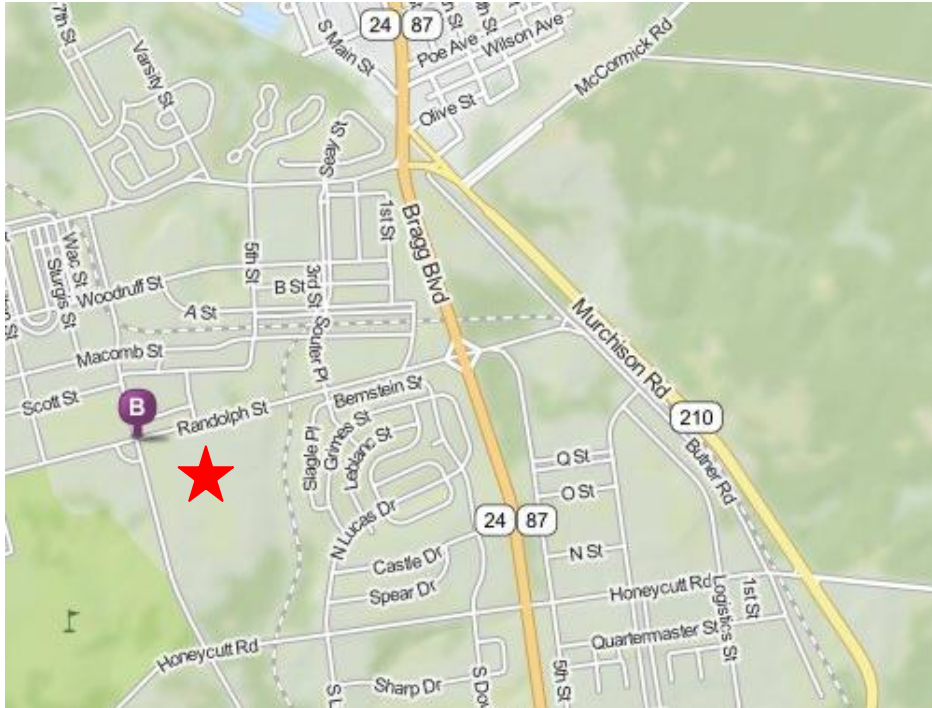 7th St
Varsity St
S Main St
24 87
Poe Ave
Wilson Ave
McCormick Rd
Olive St
Seay St
1st St
Bragg Blvd
5th St
Wac St
Sturgis St
Woodruff St
B St
3rd St
A St
Souter Pl
Macomb St
Murchison Rd
Scott St
B
Randolph St
Bernstein St
210
Slagle Pl
Grimes St
Leblanc St
Q St
Butner Rd
O St
N Lucas Dr
24 87
N St
Castle Dr
Spear Dr
Honeycutt Rd
Logistics St
1st St
Quartermaster St
Honeycutt Rd
5th St
Sharp Dr